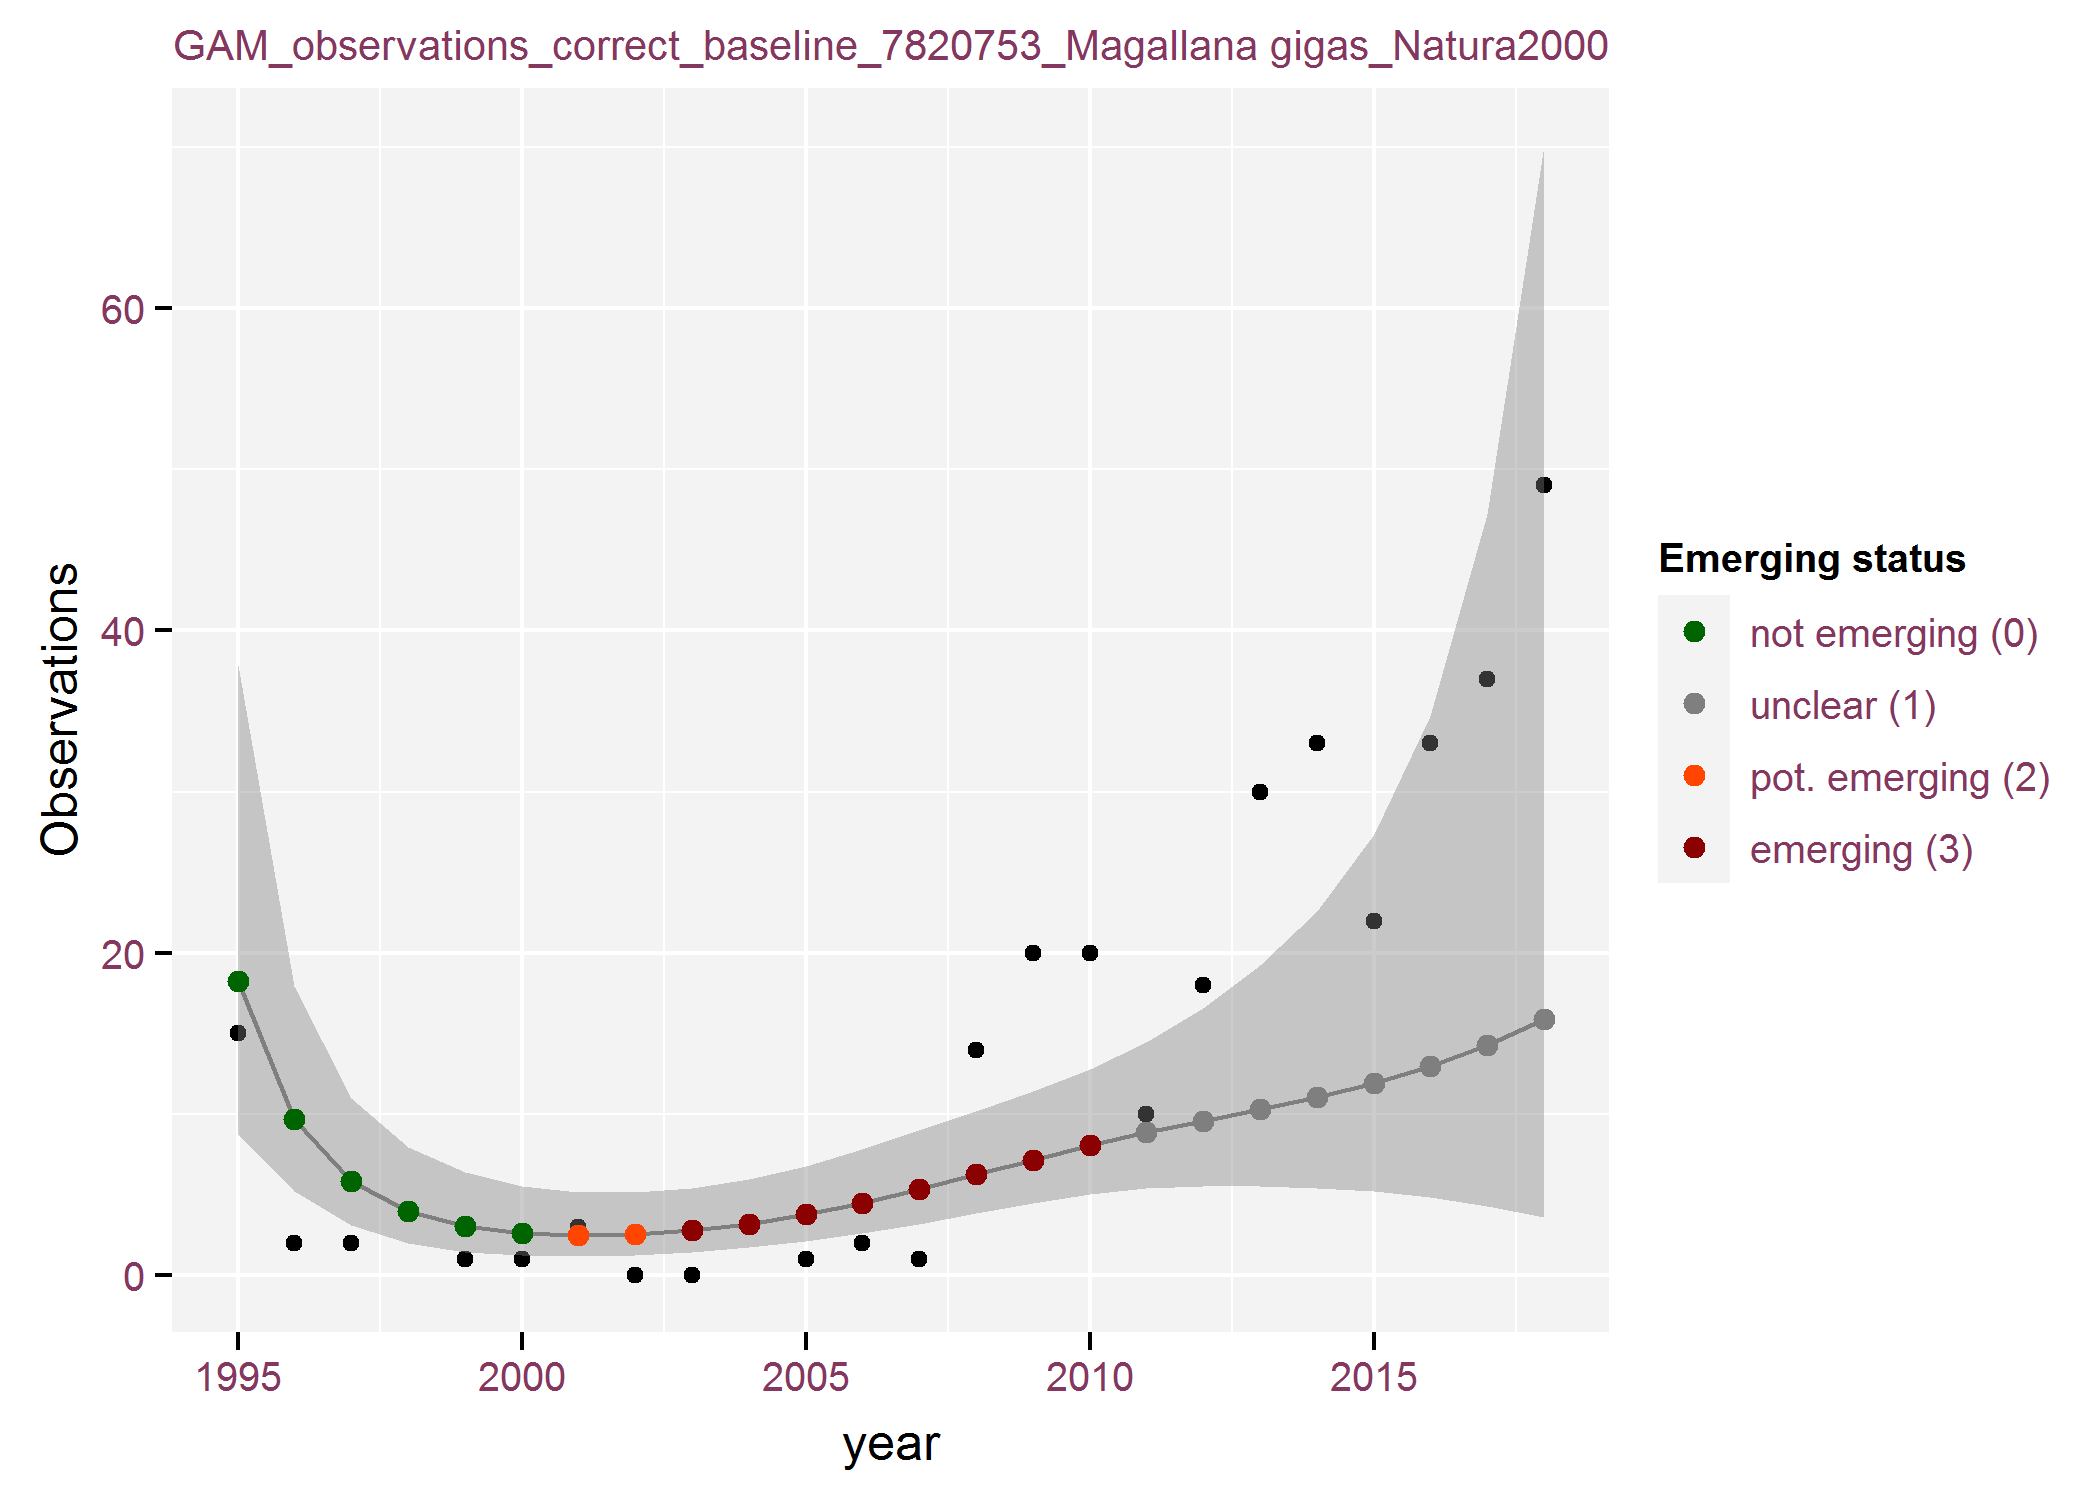 GAM_observations_correct_baseline_7820753_Magallana gigas_Natura2000
60
40
20
0
Observations
1995
2000
2005
2010
2015
year
Emerging status
not emerging (0)
unclear (1)
pot. emerging (2)
emerging (3)